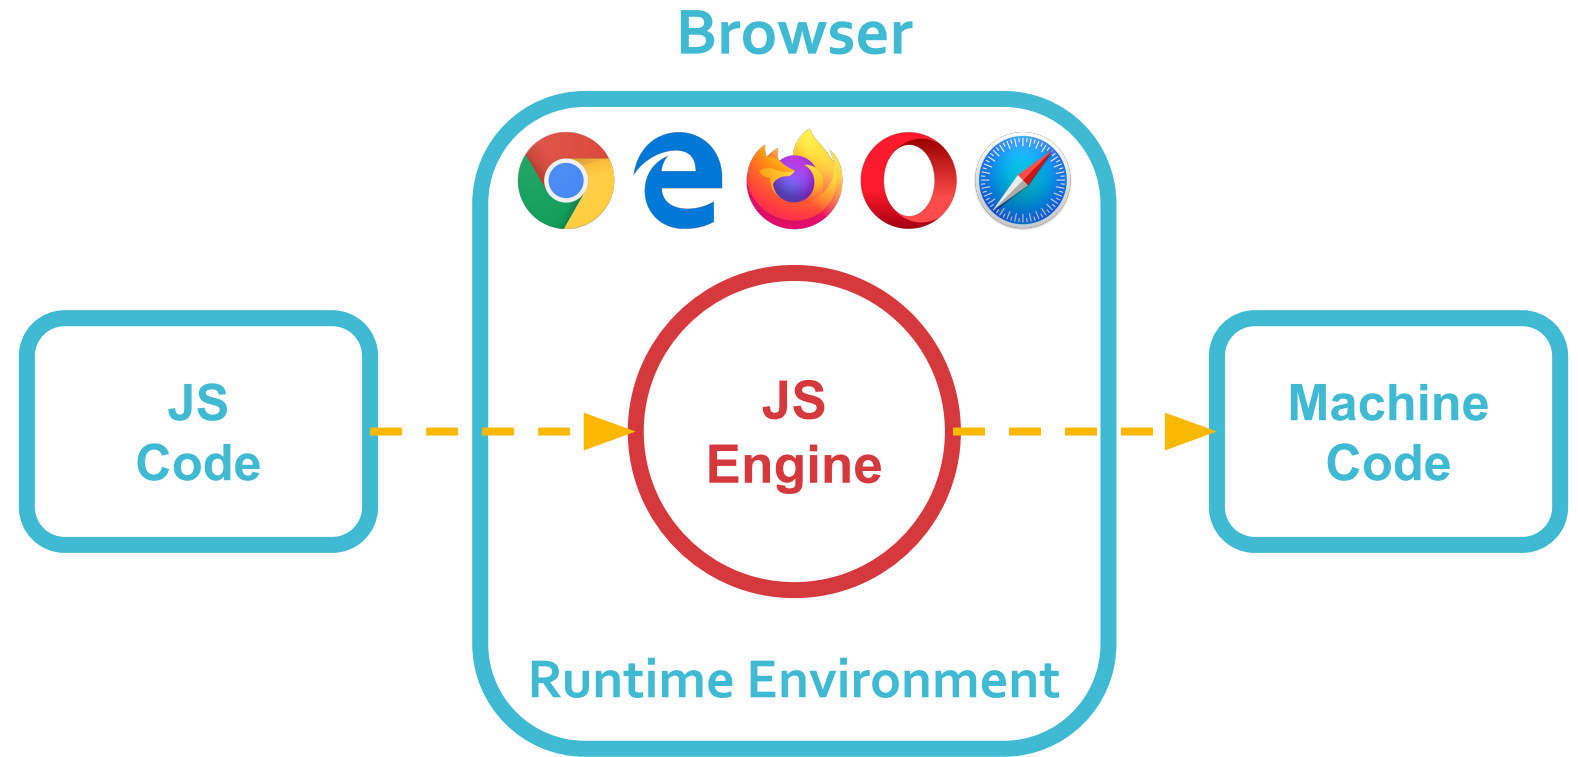 Browser
JS
Code
JS
Engine
Machine
Code
Runtime Environment